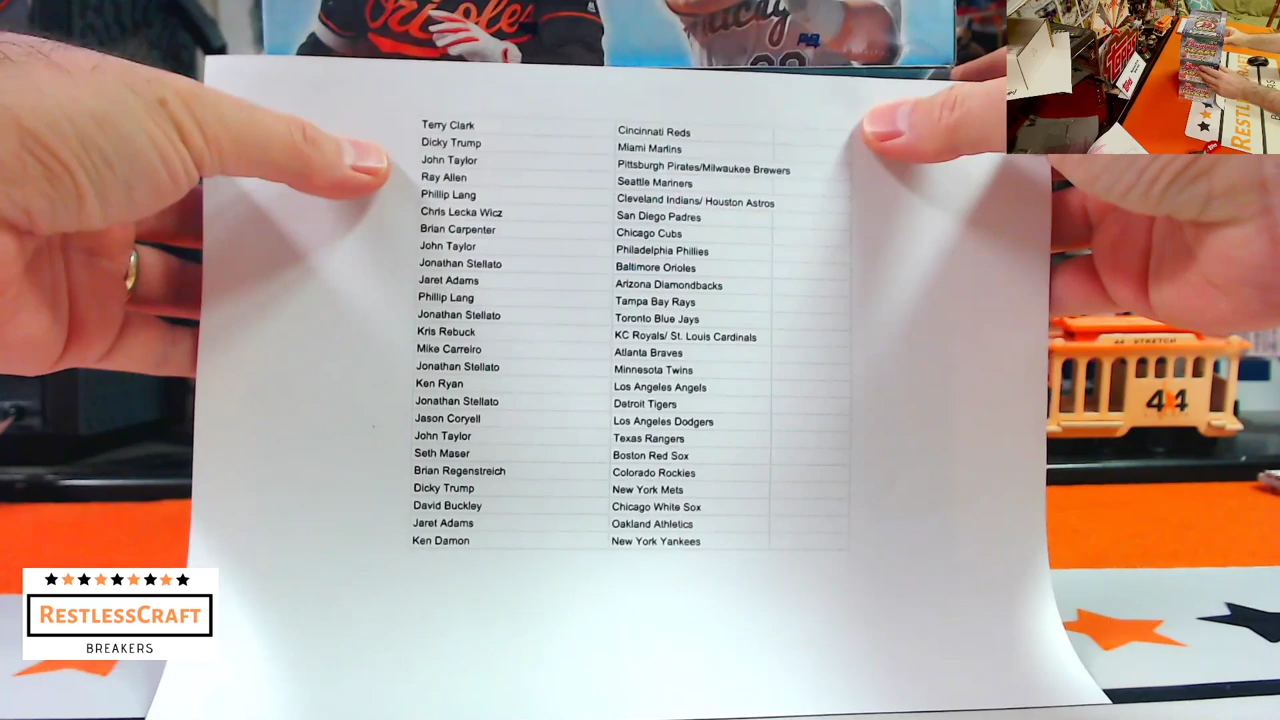 Orioles
Terry Clark Cincinnati Reds
Dicky Trump Miami Marlins
John Taylor Pittsburgh Pirates/Milwaukee Brewers
Ray Allen Seattle Mariners
Phillip Lang Cleveland Indians/ Houston Astros
Chris Lecka Wicz San Diego Padres
Brian Carpenter Chicago Cubs
John Taylor Philadelphia Phillies
Jonathan Stellato Baltimore Orioles
Jaret Adams Arizona Diamondbacks
Phillip Lang Tampa Bay Rays
Jonathan Stellato Toronto Blue Jays
Kris Rebuck KC Royals/ St. Louis Cardinals
Mike Carreiro Atlanta Braves
Jonathan Stellato Minnesota Twins
Ken Ryan Los Angeles Angels
Jonathan Stellato Detroit Tigers
Jason Coryell Los Angeles Dodgers
John Taylor Texas Rangers
Seth Maser Boston Red Sox
Brian Regenstreich Colorado Rockies
Dicky Trump New York Mets
David Buckley Chicago White Sox
Jaret Adams Oakland Athletics
Ken Damon New York Yankees
Topps
STRETCH
44
RESTLESSCRAFT
BREAKERS